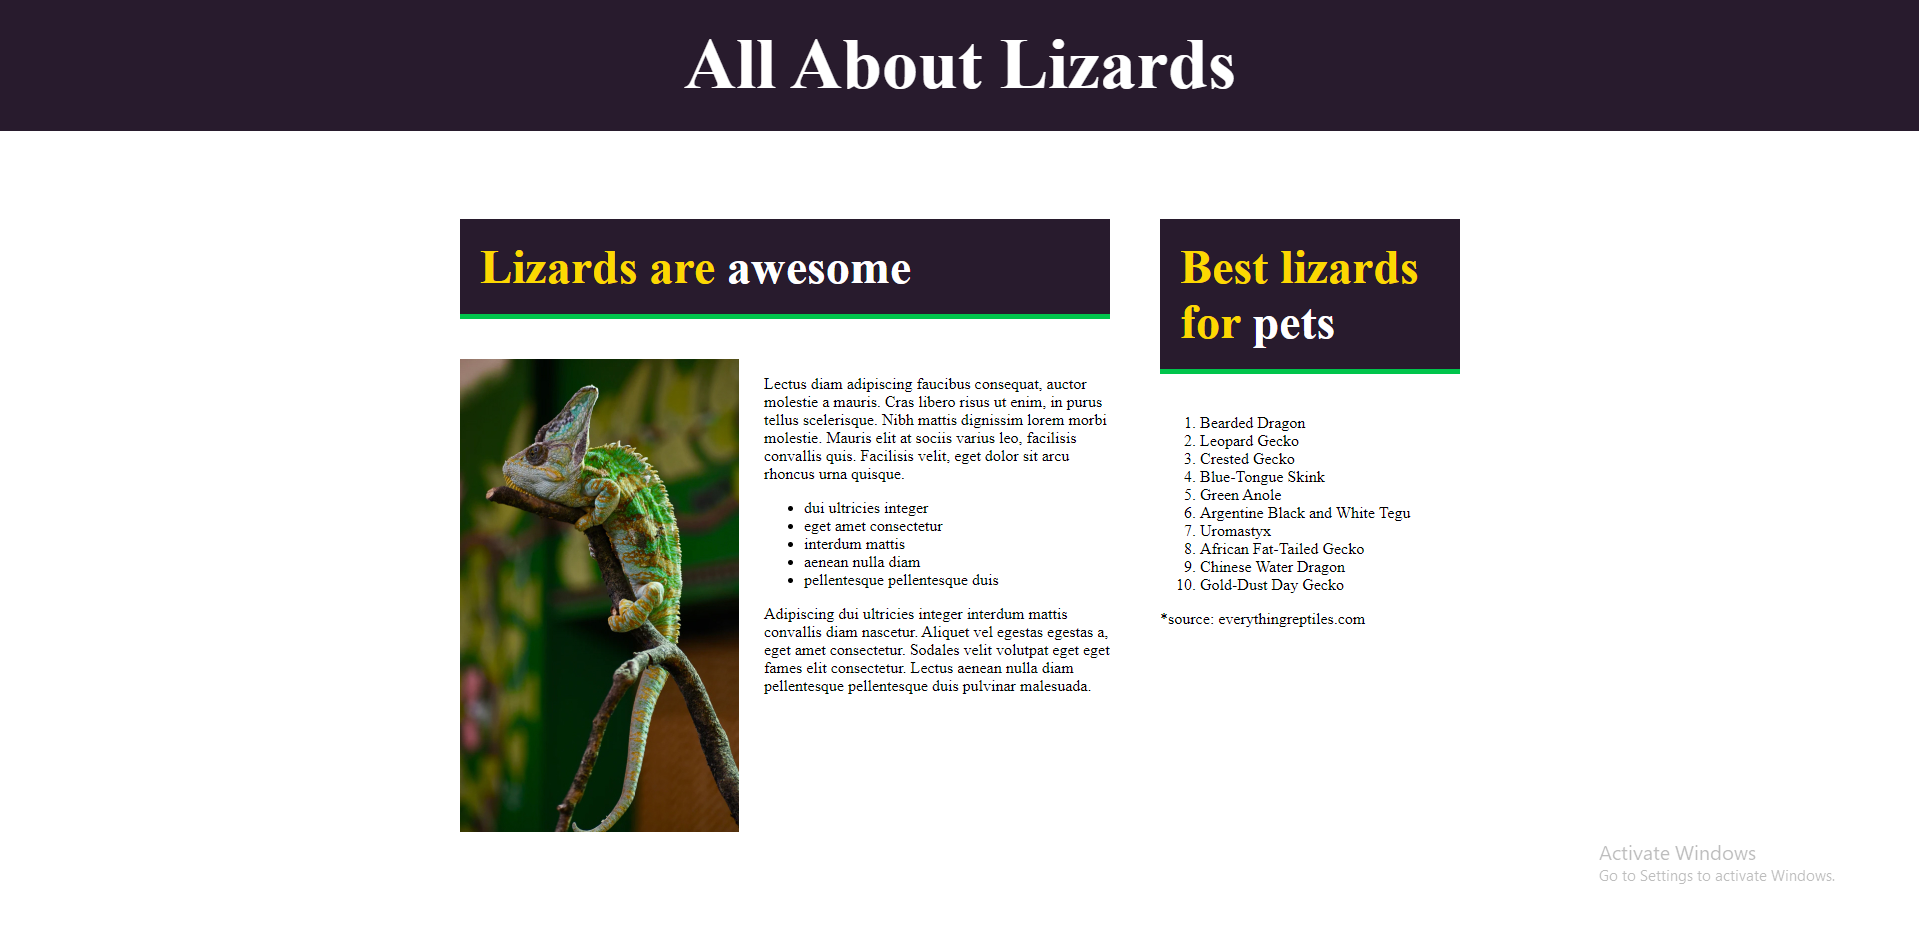 All About Lizards
Lizards are awesome
Lectus diam adipiscing faucibus consequat, auctor
molestie a mauris. Cras libero risus ut enim, in purus
tellus scelerisque. Nibh mattis dignissim lorem morbi
molestie. Mauris elit at sociis varius leo, facilisis
convallis quis. Facilisis velit, eget dolor sit arcu
rhoncus urna quisque.
• dui ultricies integer
• eget amet consectetur
• interdum mattis
• aenean nulla diam
• pellentesque pellentesque duis
Adipiscing dui ultricies integer interdum mattis
convallis diam nascetur. Aliquet vel egestas egestas a,
eget amet consectetur. Sodales velit volutpat eget eget
fames elit consectetur. Lectus aenean nulla diam
pellentesque pellentesque duis pulvinar malesuada.
Best lizards
for pets
1. Bearded Dragon
2. Leopard Gecko
3. Crested Gecko
4. Blue-Tongue Skink
5. Green Anole
6. Argentine Black and White Tegu
7. Uromastyx
8. African Fat-Tailed Gecko
9. Chinese Water Dragon
10. Gold-Dust Day Gecko
*source: everythingreptiles.com
Activate Windows
Go to Settings to activate Windows.